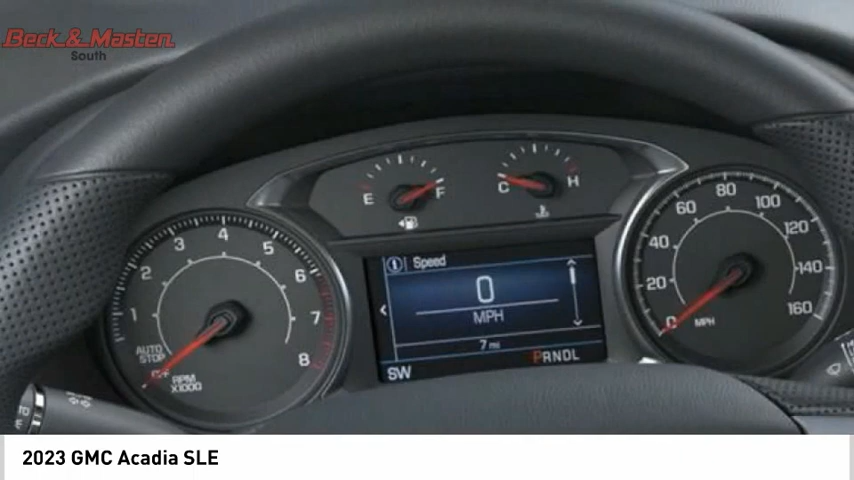 Beck & Masten
South
E F
C H
1 2 3 4 5 6 7 8
AUTO
STOP
OFF
RPM
X1000
Speed
0
MPH
7 mi
PRNDL
SW
0 20 40 60 80 100 120 140 160
MPH
2023 GMC Acadia SLE